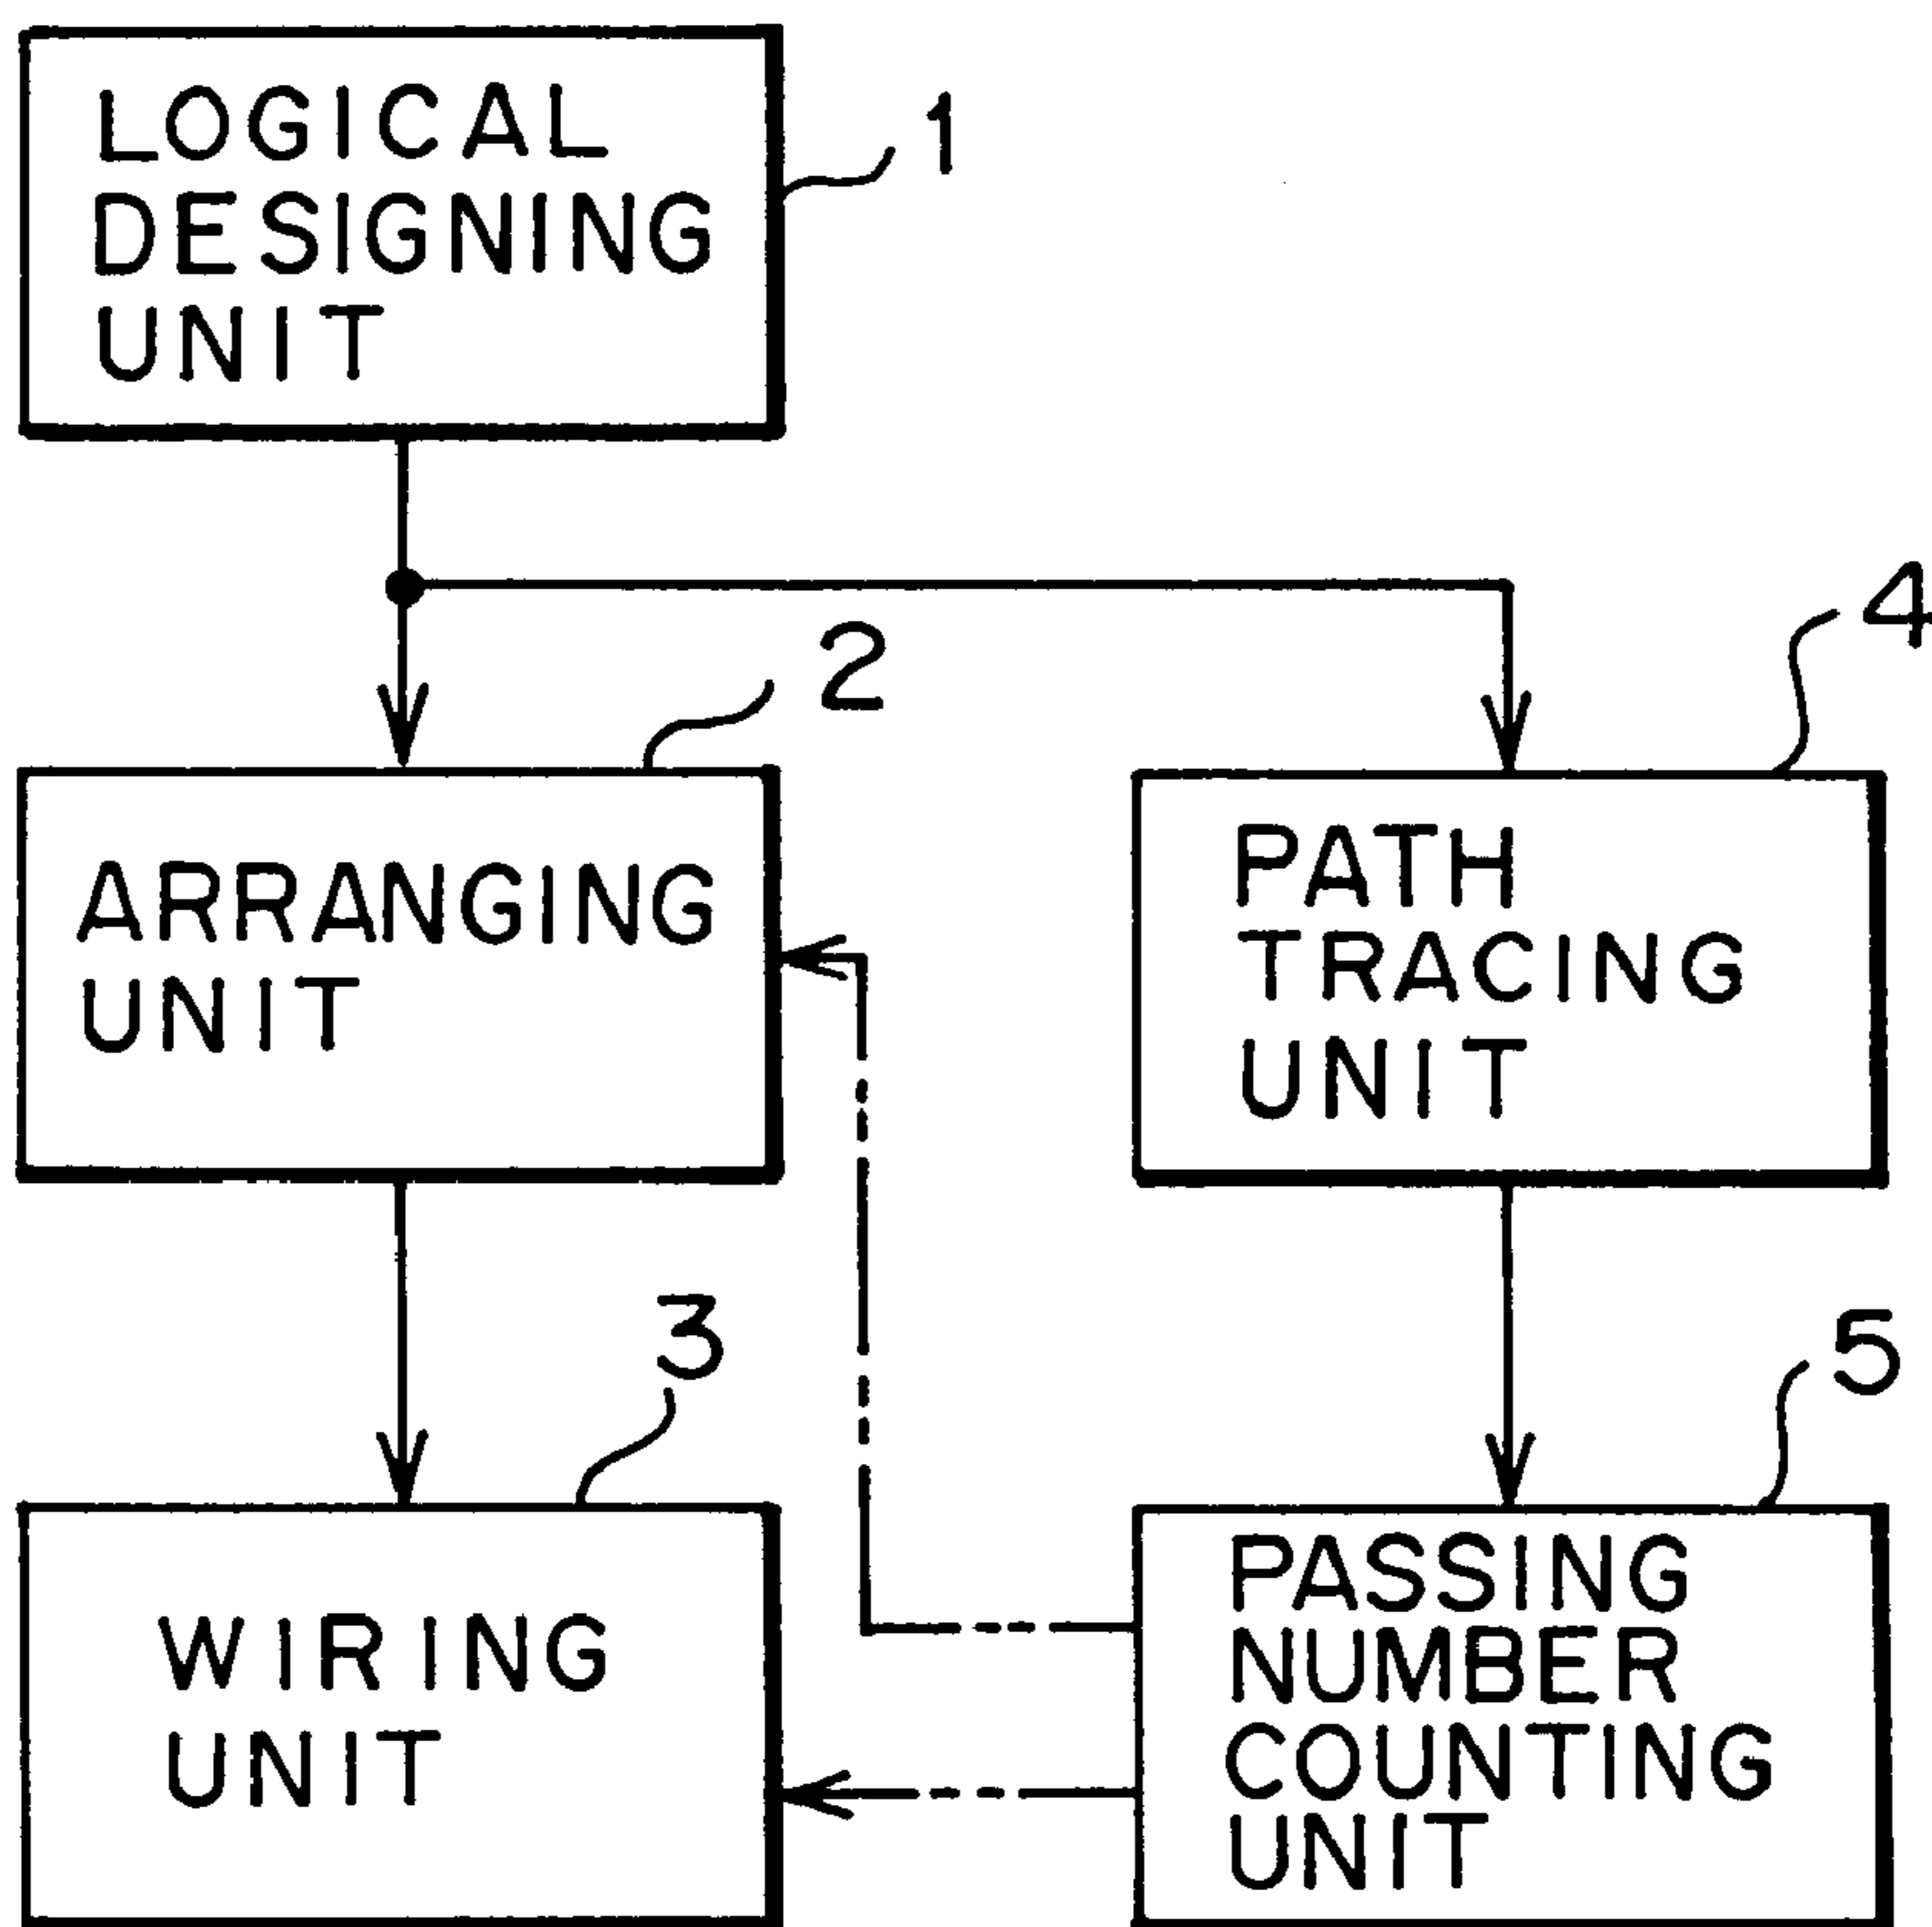 LOGICAL
DESIGNING
UNIT
1
2
4
ARRANGING
UNIT
PATH
TRACING
UNIT
3
5
WIRING
UNIT
PASSING
NUMBER
COUNTING
UNIT